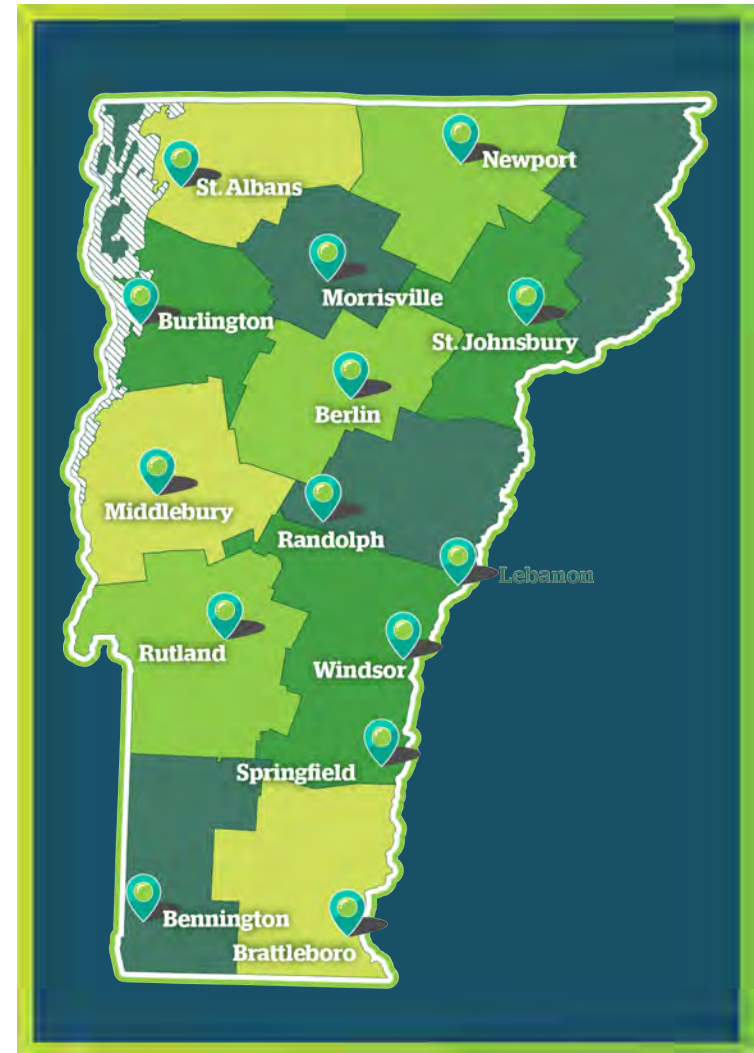 Newport
St. Albans
Morrisville
Burlington
St. Johnsbury
Berlin
Middlebury
Randolph
Lebanon
Rutland
Windsor
Springfield
Bennington
Brattleboro